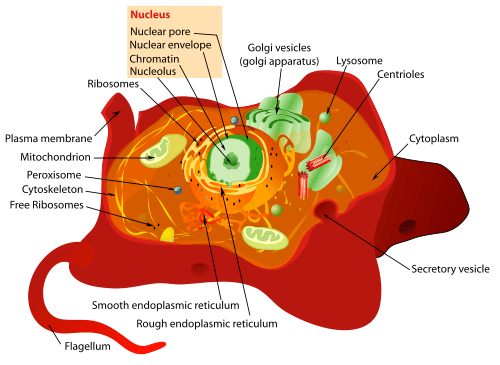 Nucleus
Nuclear pore
Nuclear envelope
Chromatin
Nucleolus
Ribosomes
Golgi vesicles
(golgi apparatus)
Lysosome
Centrioles
Plasma membrane
Mitochondrion
Peroxisome
Cytoskeleton
Free Ribosomes
Cytoplasm
Secretory vesicle
Smooth endoplasmic reticulum
Rough endoplasmic reticulum
Flagellum